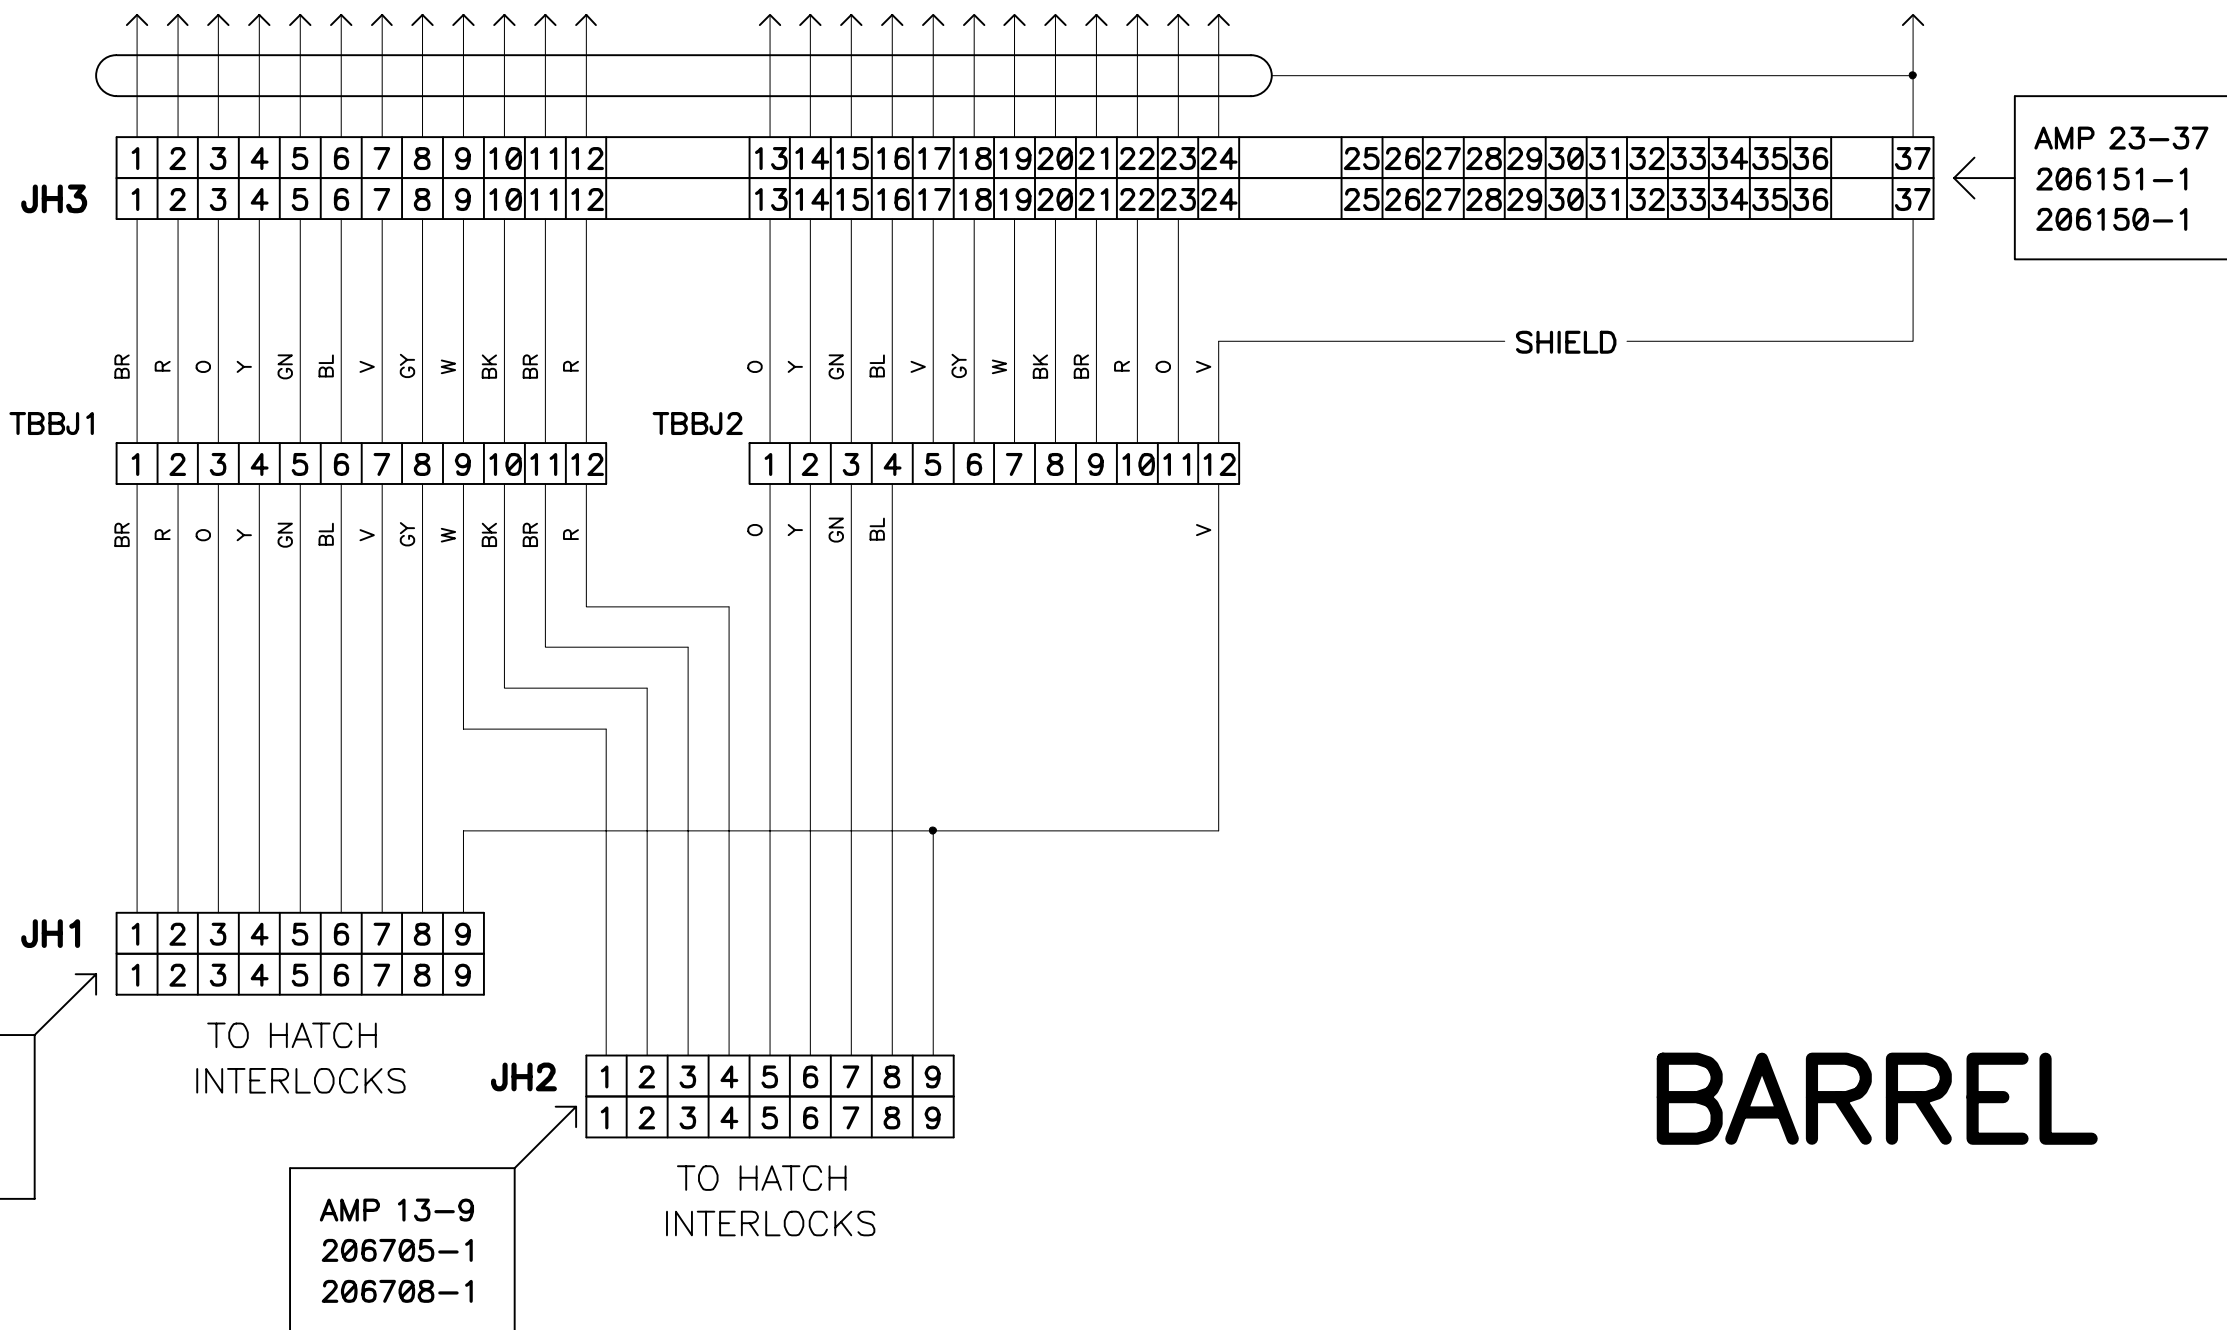 1 2 3 4 5 6 7 8 9 10 11 12 13 14 15 16 17 18 19 20 21 22 23 24 25 26 27 28 29 30 31 32 33 34 35 36 37
JH3 1 2 3 4 5 6 7 8 9 10 11 12 13 14 15 16 17 18 19 20 21 22 23 24 25 26 27 28 29 30 31 32 33 34 35 36 37
AMP 23-37
206151-1
206150-1
SHIELD
BR R O Y GN BL V GY W BK BR R O Y GN BL V GY W BK BR R O V
TBBJ1 TBBJ2
1 2 3 4 5 6 7 8 9 10 11 12 1 2 3 4 5 6 7 8 9 10 11 12
BR R O Y GN BL V GY W BK BR R O Y GN BL V
JH1 1 2 3 4 5 6 7 8 9
1 2 3 4 5 6 7 8 9
TO HATCH
INTERLOCKS
JH2 1 2 3 4 5 6 7 8 9
1 2 3 4 5 6 7 8 9
TO HATCH
INTERLOCKS
AMP 13-9
206705-1
206708-1
BARREL